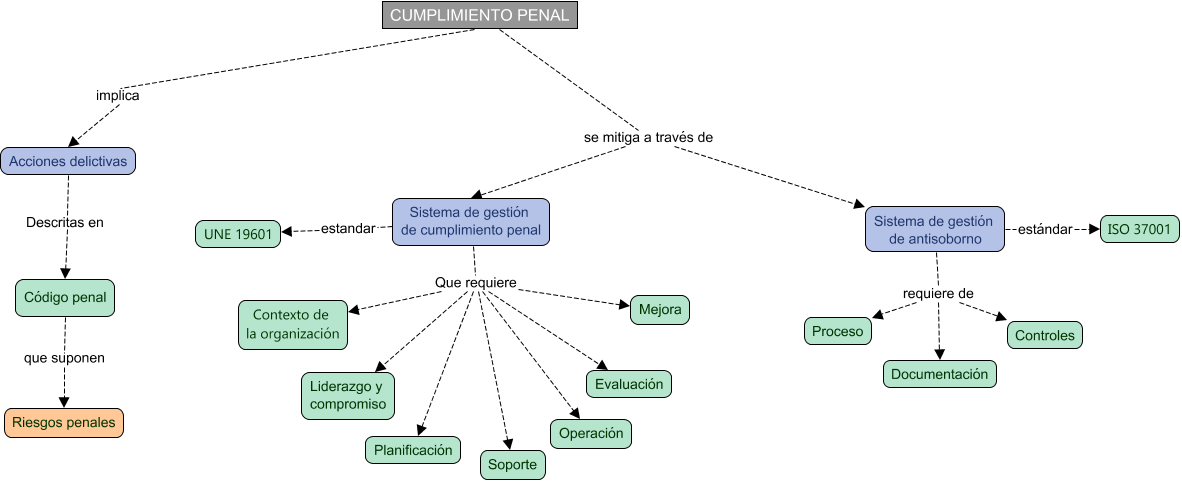 CUMPLIMIENTO PENAL
implica
se mitiga a través de
Acciones delictivas
Sistema de gestión
de cumplimiento penal
Sistema de gestión
de antisoborno
Descritas en
UNE 19601
estandar
estándar
ISO 37001
Código penal
Que requiere
requiere de
Contexto de
la organización
Mejora
Proceso
Controles
que suponen
Liderazgo y
compromiso
Evaluación
Documentación
Riesgos penales
Planificación
Operación
Soporte